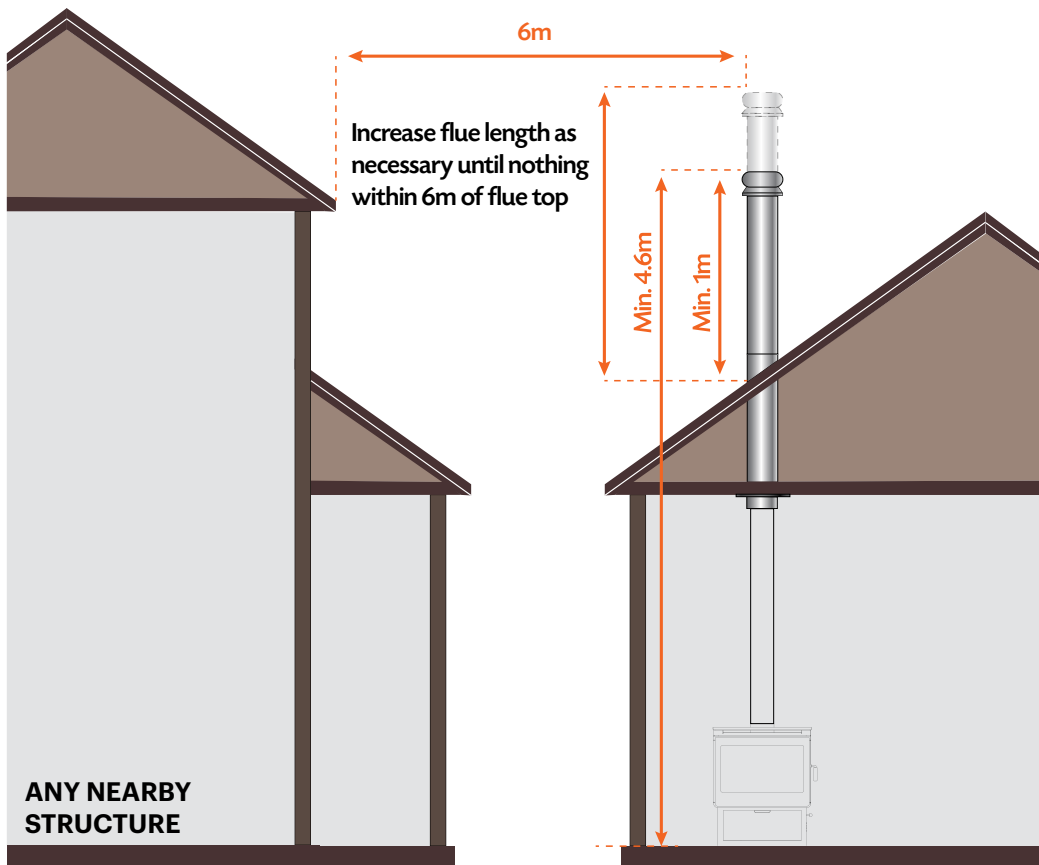 6m
Increase flue length as
necessary until nothing
within 6m of flue top
Min. 4.6m
Min. 1m
ANY NEARBY
STRUCTURE